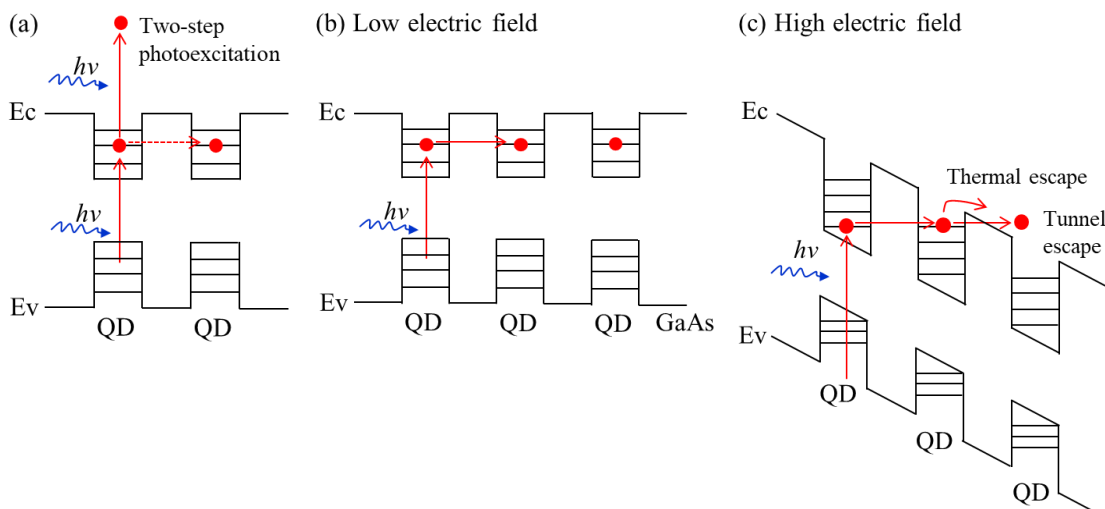 (a)
Two-step
photoexcitation
hν
Ec
hν
Ev
QD QD
(b) Low electric field
Ec
hν
Ev
QD QD QD GaAs
(c) High electric field
Ec
Thermal escape
Tunnel
escape
hν
Ev
QD
QD
QD